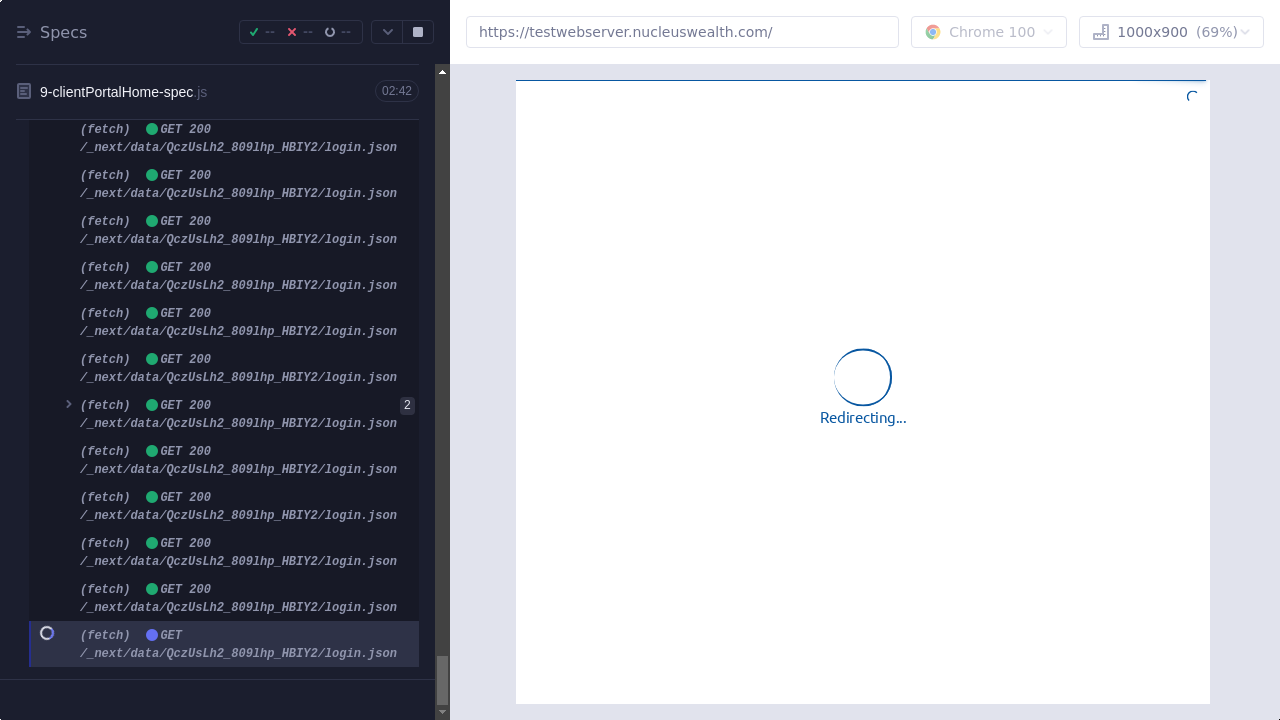 Specs
-- -- --
https://testwebserver.nucleuswealth.com/
Chrome 100
1000x900 (69%)
9-clientPortalHome-spec.js
02:42
(fetch) GET 200
/_next/data/QczUsLh2_809lhp_HBIY2/login.json
(fetch) GET 200
/_next/data/QczUsLh2_809lhp_HBIY2/login.json
(fetch) GET 200
/_next/data/QczUsLh2_809lhp_HBIY2/login.json
(fetch) GET 200
/_next/data/QczUsLh2_809lhp_HBIY2/login.json
(fetch) GET 200
/_next/data/QczUsLh2_809lhp_HBIY2/login.json
(fetch) GET 200
/_next/data/QczUsLh2_809lhp_HBIY2/login.json
(fetch) GET 200 2
/_next/data/QczUsLh2_809lhp_HBIY2/login.json
(fetch) GET 200
/_next/data/QczUsLh2_809lhp_HBIY2/login.json
(fetch) GET 200
/_next/data/QczUsLh2_809lhp_HBIY2/login.json
(fetch) GET 200
/_next/data/QczUsLh2_809lhp_HBIY2/login.json
(fetch) GET 200
/_next/data/QczUsLh2_809lhp_HBIY2/login.json
(fetch) GET
/_next/data/QczUsLh2_809lhp_HBIY2/login.json
Redirecting...